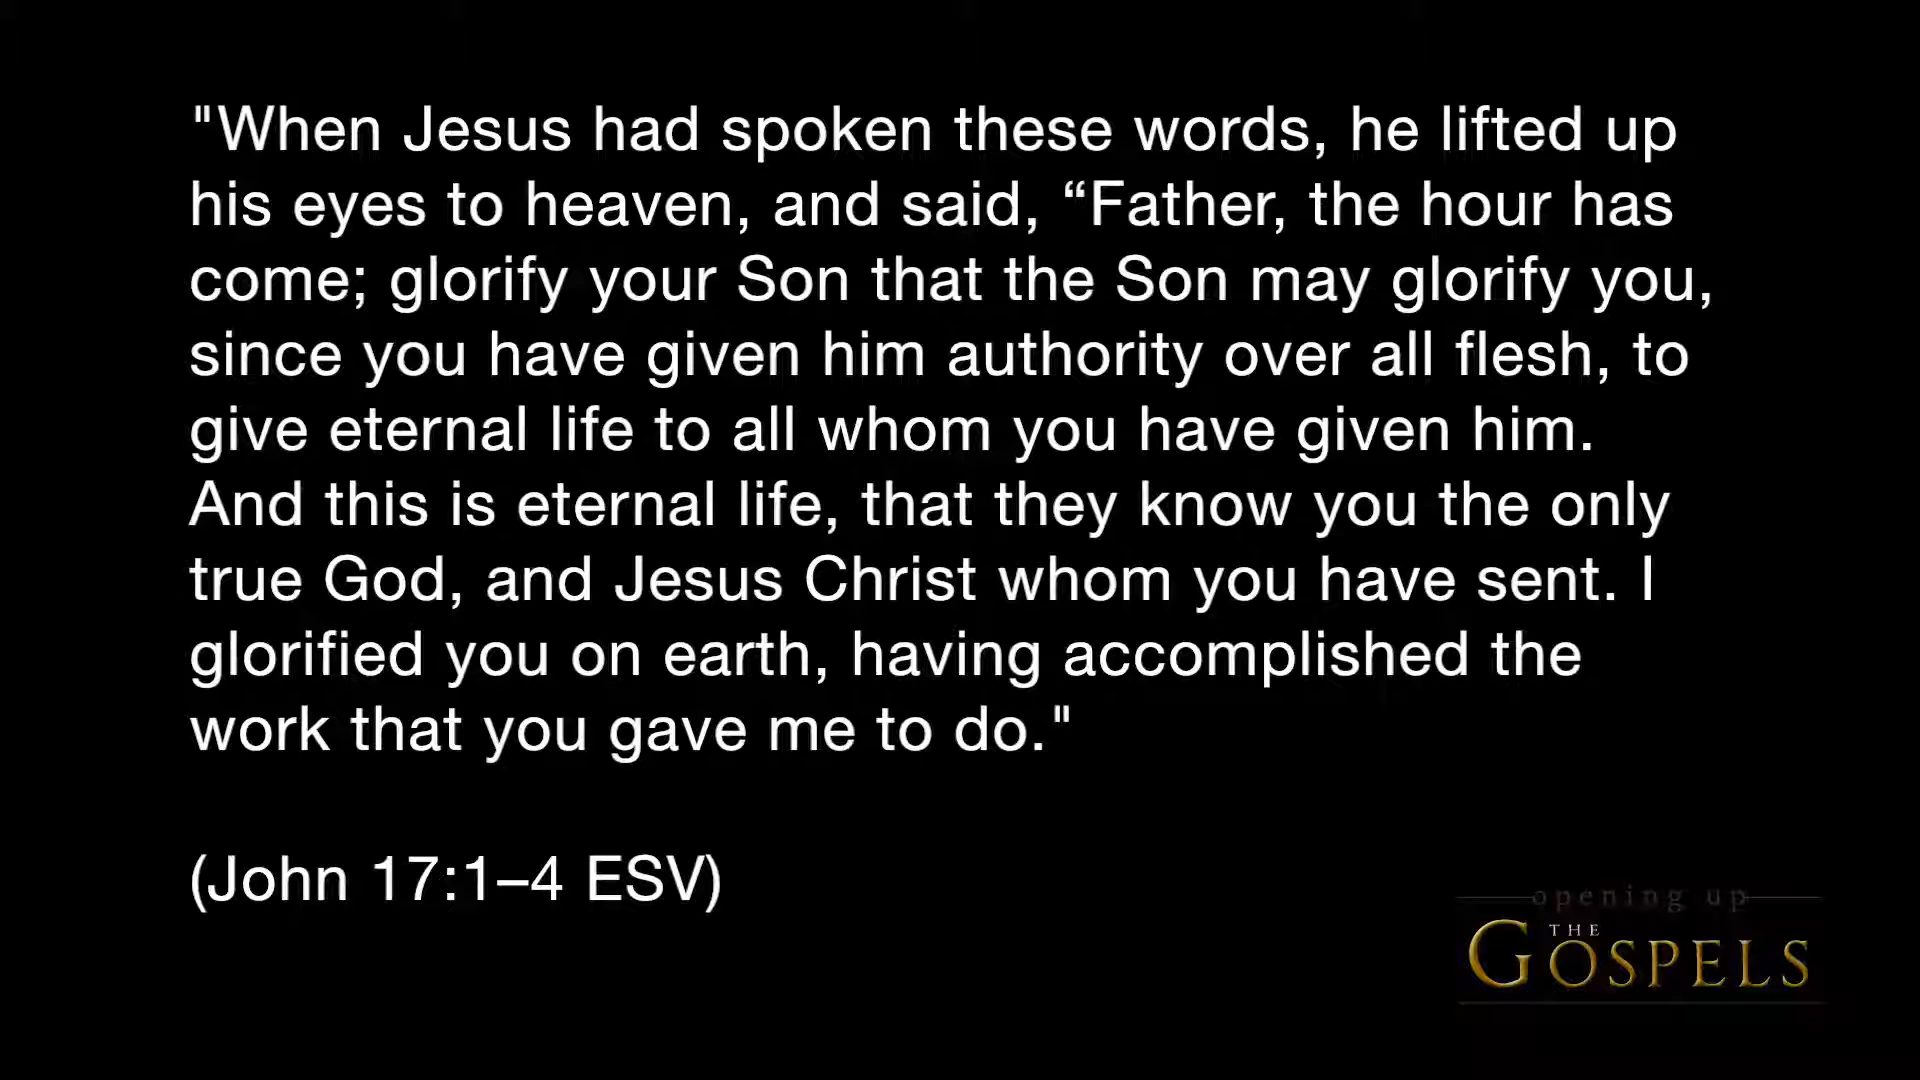 "When Jesus had spoken these words, he lifted up
his eyes to heaven, and said, “Father, the hour has
come; glorify your Son that the Son may glorify you,
since you have given him authority over all flesh, to
give eternal life to all whom you have given him.
And this is eternal life, that they know you the only
true God, and Jesus Christ whom you have sent. I
glorified you on earth, having accomplished the
work that you gave me to do."
(John 17:1–4 ESV)
opening up
THE
GOSPELS